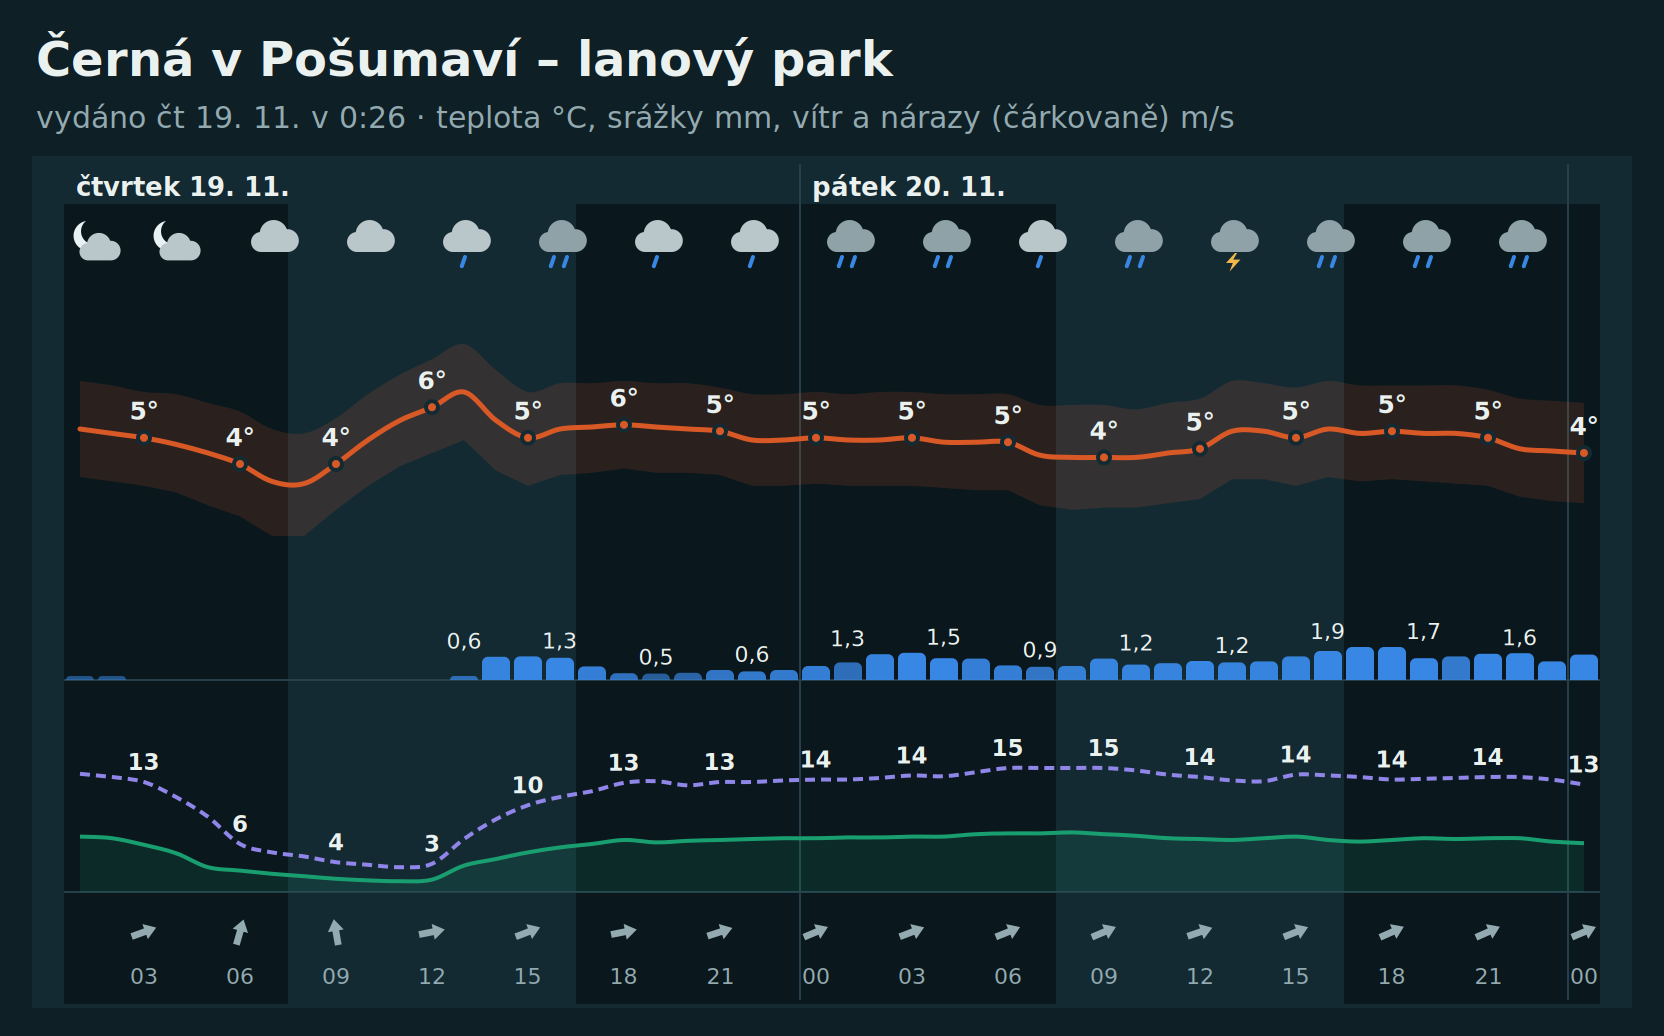 Černá v Pošumaví – lanový park
vydáno čt 19. 11. v 0:26 · teplota °C, srážky mm, vítr a nárazy (čárkovaně) m/s
čtvrtek 19. 11. pátek 20. 11.
5° 4° 4° 6° 5° 6° 5° 5° 5° 5° 4° 5° 5° 5° 5° 4°
0,6 1,3 0,5 0,6 1,3 1,5 0,9 1,2 1,2 1,9 1,7 1,6
13 6 4 3 10 13 13 14 14 15 15 14 14 14 14 13
03 06 09 12 15 18 21 00 03 06 09 12 15 18 21 00